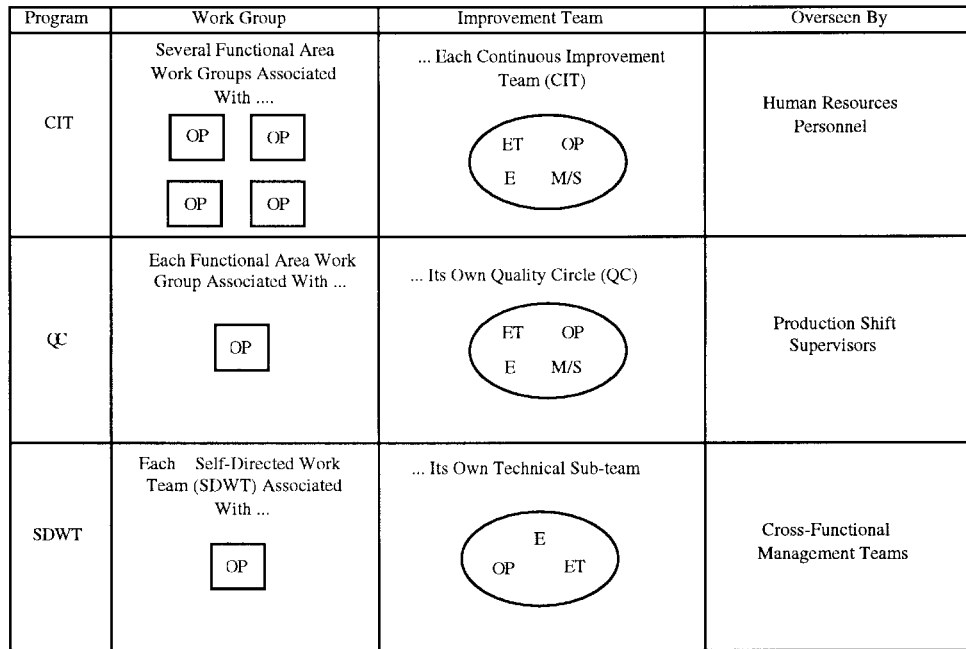 Program
Work Group
Improvement Team
Overseen By
CIT
Several Functional Area
Work Groups Associated
With ....
OP OP
OP OP
... Each Continuous Improvement
Team (CIT)
ET OP
E M/S
Human Resources
Personnel
QC
Each Functional Area Work
Group Associated With ...
OP
... Its Own Quality Circle (QC)
ET OP
E M/S
Production Shift
Supervisors
SDWT
Each Self-Directed Work
Team (SDWT) Associated
With ...
OP
... Its Own Technical Sub-team
E
OP ET
Cross-Functional
Management Teams